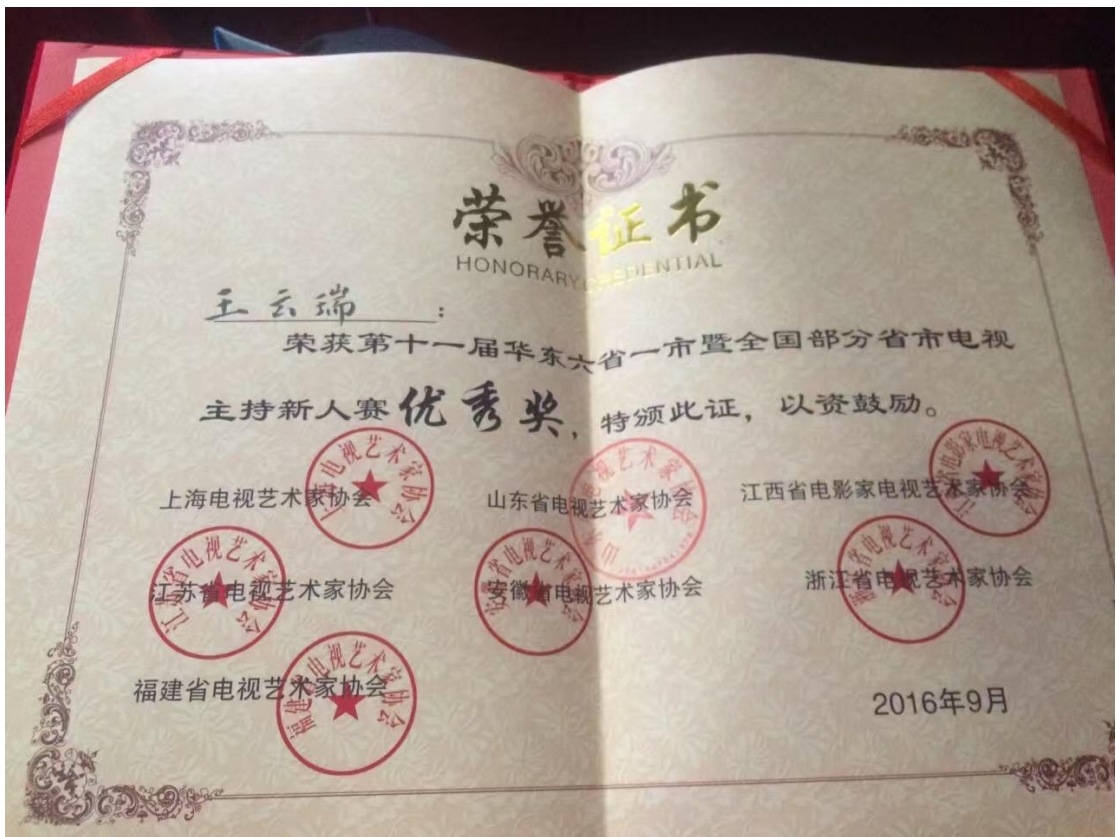 荣誉证书
HONORARY CREDENTIAL
王云瑞：
荣获第十一届华东六省一市暨全国部分省市电视
主持新人赛优秀奖，特颁此证，以资鼓励。
上海电视艺术家协会
山东省电视艺术家协会
江西省电影家电视艺术家协会
江苏省电视艺术家协会
安徽省电视艺术家协会
浙江省电视艺术家协会
福建省电视艺术家协会
2016年9月